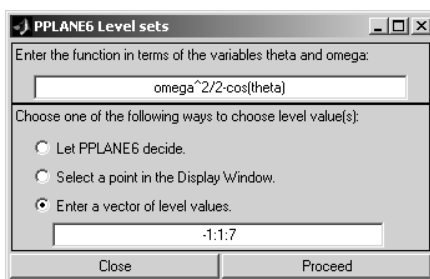 PPLANE6 Level sets
Enter the function in terms of the variables theta and omega:
omega^2/2-cos(theta)
Choose one of the following ways to choose level value(s):
Let PPLANE6 decide.
Select a point in the Display Window.
Enter a vector of level values.
-1:1:7
Close Proceed